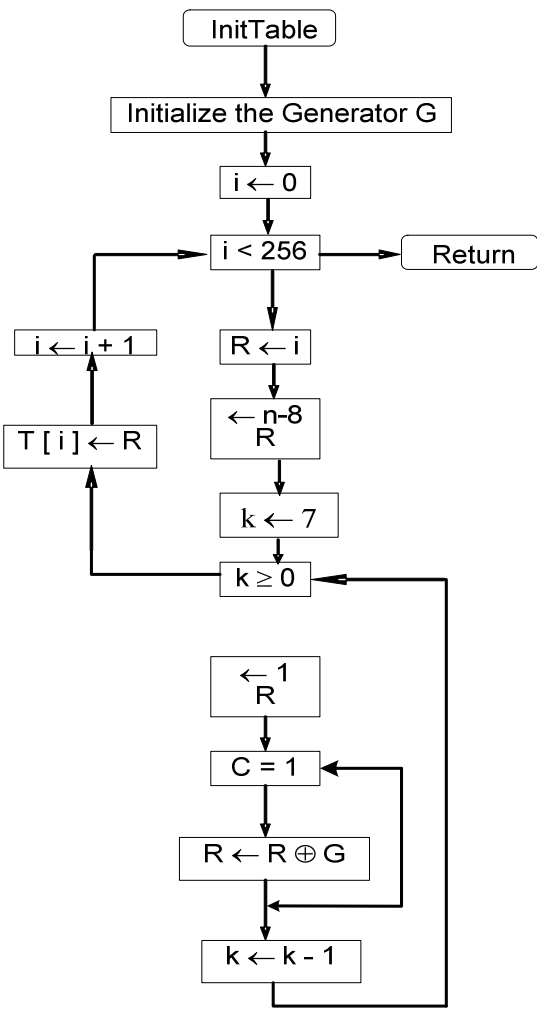 InitTable
Initialize the Generator G
i ← 0
i < 256
Return
i ← i + 1
R ← i
T [ i ] ← R
← n-8
R
k ← 7
k ≥ 0
← 1
R
C = 1
R ← R ⊕ G
k ← k - 1